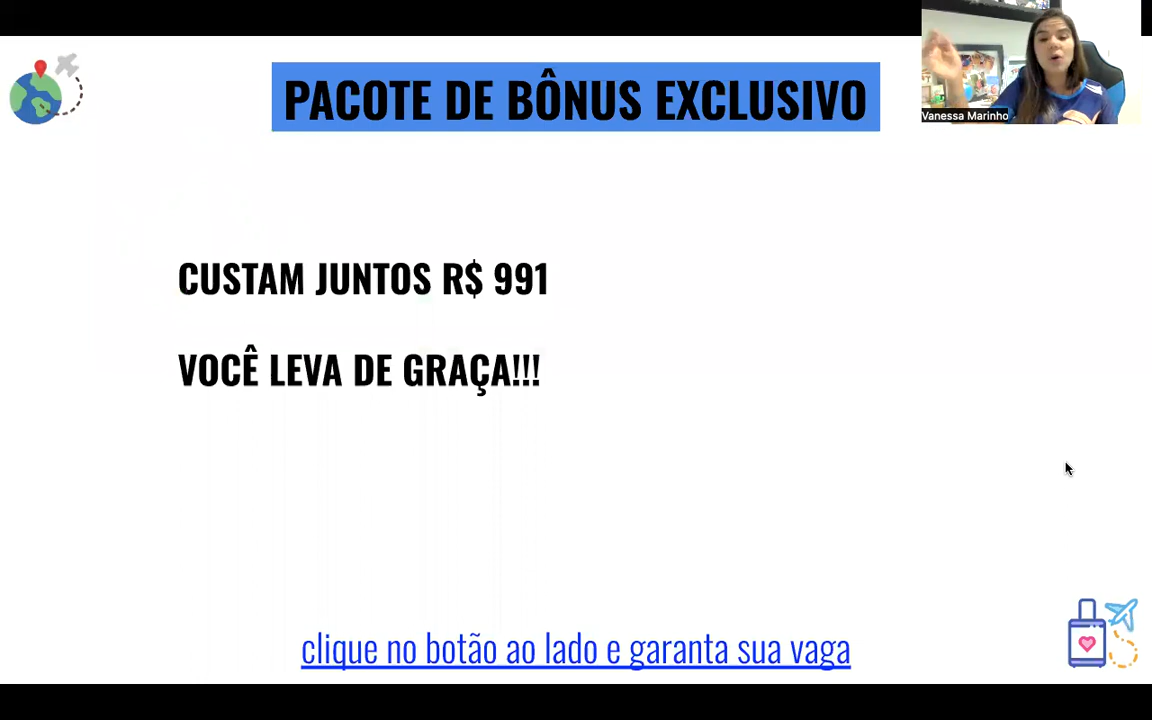 PACOTE DE BÔNUS EXCLUSIVO
Vanessa Marinho
CUSTAM JUNTOS R$ 991
VOCÊ LEVA DE GRAÇA!!!
clique no botão ao lado e garanta sua vaga